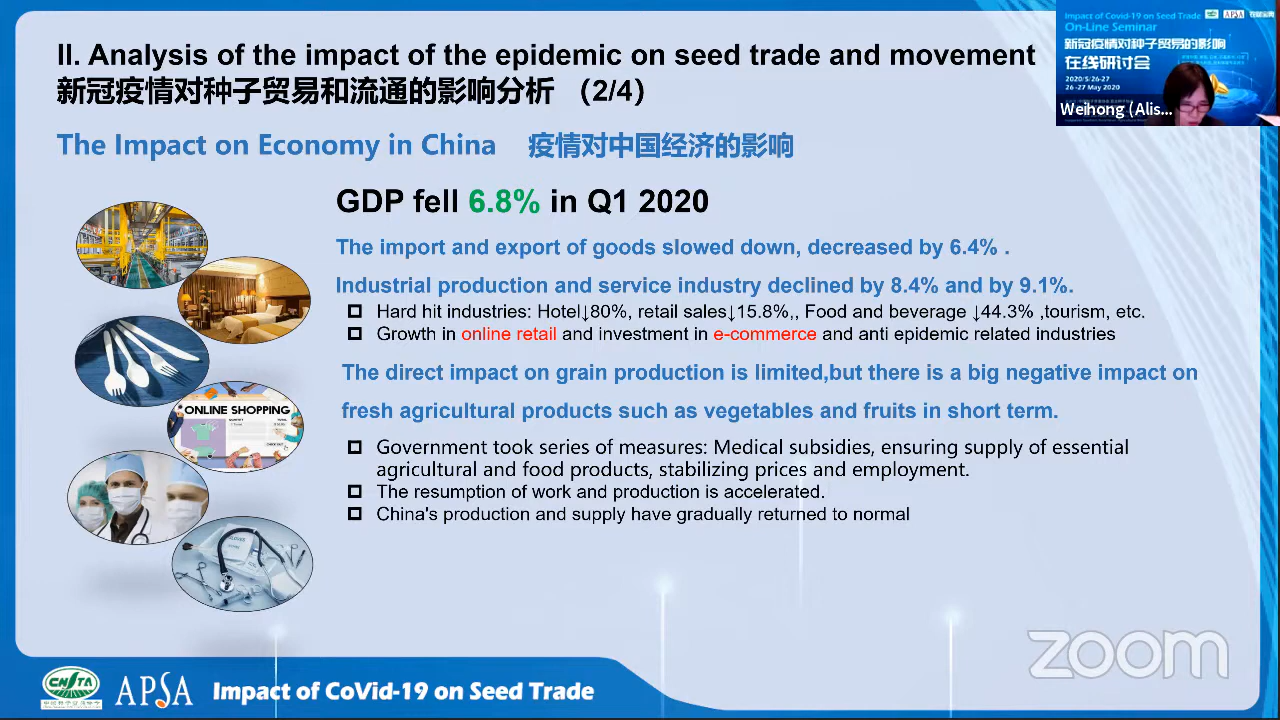 II. Analysis of the impact of the epidemic on seed trade and movement
新冠疫情对种子贸易和流通的影响分析 （2/4）
The Impact on Economy in China 疫情对中国经济的影响
GDP fell 6.8% in Q1 2020
The import and export of goods slowed down, decreased by 6.4% .
Industrial production and service industry declined by 8.4% and by 9.1%.
Hard hit industries: Hotel↓80%, retail sales↓15.8%,, Food and beverage ↓44.3% ,tourism, etc.
Growth in online retail and investment in e-commerce and anti epidemic related industries
The direct impact on grain production is limited,but there is a big negative impact on
fresh agricultural products such as vegetables and fruits in short term.
Government took series of measures: Medical subsidies, ensuring supply of essential
agricultural and food products, stabilizing prices and employment.
The resumption of work and production is accelerated.
China's production and supply have gradually returned to normal
ONLINE SHOPPING
Impact of Covid-19 on Seed Trade
APSA
On-Line Seminar
新冠疫情对种子贸易的影响
在线研讨会
2020/5/26-27
26-27 May 2020
Weihong (Alis...
zoom
CNSTA
APSA
Impact of CoVid-19 on Seed Trade